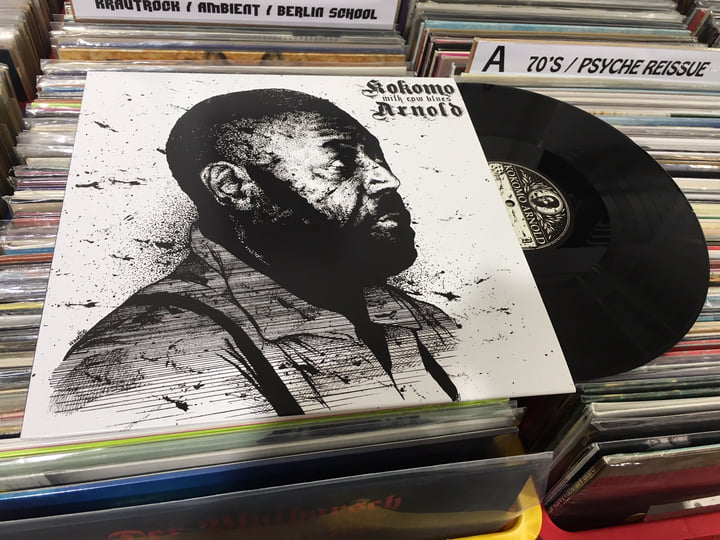 KRAUTROCK / AMBIENT / BERLIN SCHOOL
A 70'S / PSYCHE REISSUE
Kokomo
milk cow blues
Arnold
KOKOMO ARNOLD